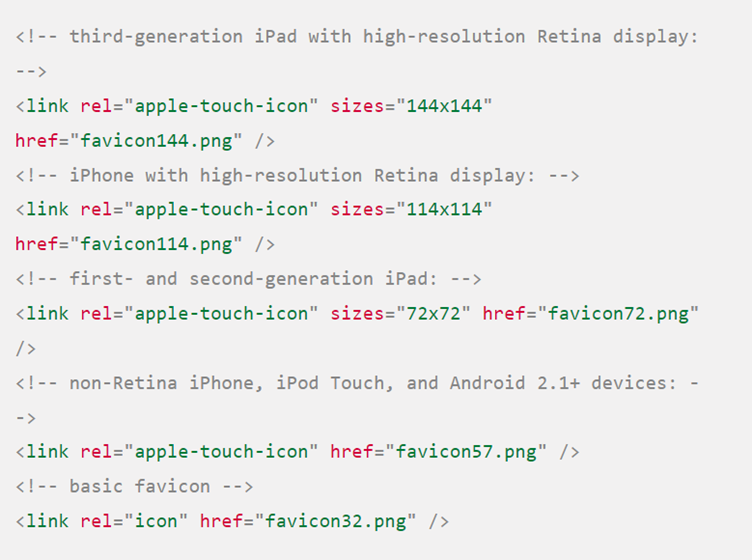 <!-- third-generation iPad with high-resolution Retina display:
-->
<link rel="apple-touch-icon" sizes="144x144"
href="favicon144.png" />
<!-- iPhone with high-resolution Retina display: -->
<link rel="apple-touch-icon" sizes="114x114"
href="favicon114.png" />
<!-- first- and second-generation iPad: -->
<link rel="apple-touch-icon" sizes="72x72" href="favicon72.png"
/>
<!-- non-Retina iPhone, iPod Touch, and Android 2.1+ devices: -
->
<link rel="apple-touch-icon" href="favicon57.png" />
<!-- basic favicon -->
<link rel="icon" href="favicon32.png" />